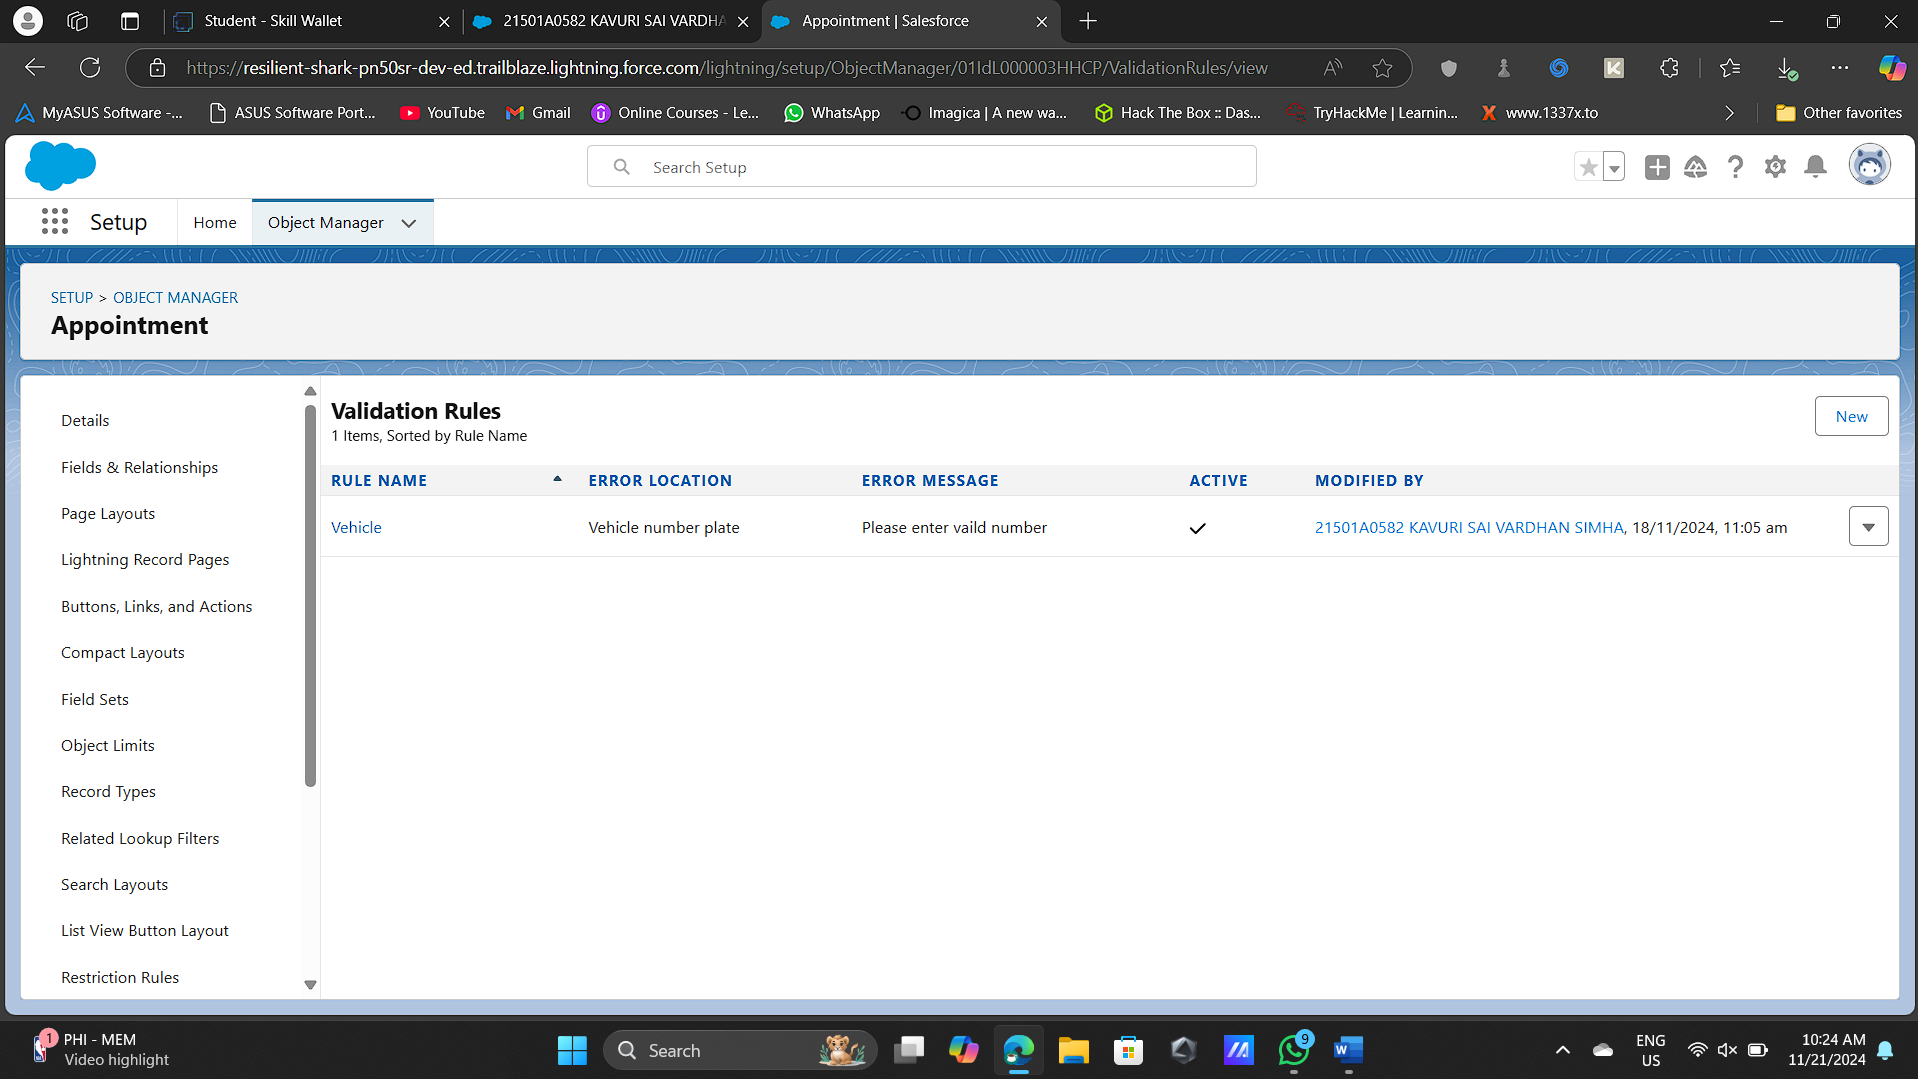 Student - Skill Wallet
21501A0582 KAVURI SAI VARDHA
Appointment | Salesforce
https://resilient-shark-pn50sr-dev-ed.trailblaze.lightning.force.com/lightning/setup/ObjectManager/01IdL000003HHCP/ValidationRules/view
MyASUS Software -...
ASUS Software Port...
YouTube
Gmail
Online Courses - Le...
WhatsApp
Imagica | A new wa...
Hack The Box :: Das...
TryHackMe | Learnin...
www.1337x.to
Other favorites
Search Setup
Setup
Home
Object Manager
SETUP > OBJECT MANAGER
Appointment
Details
Fields & Relationships
Page Layouts
Lightning Record Pages
Buttons, Links, and Actions
Compact Layouts
Field Sets
Object Limits
Record Types
Related Lookup Filters
Search Layouts
List View Button Layout
Restriction Rules
Validation Rules
1 Items, Sorted by Rule Name
New
RULE NAME ERROR LOCATION ERROR MESSAGE ACTIVE MODIFIED BY
Vehicle Vehicle number plate Please enter vaild number 21501A0582 KAVURI SAI VARDHAN SIMHA, 18/11/2024, 11:05 am
1
PHI - MEM
Video highlight
Search
9
ENG
US
10:24 AM
11/21/2024